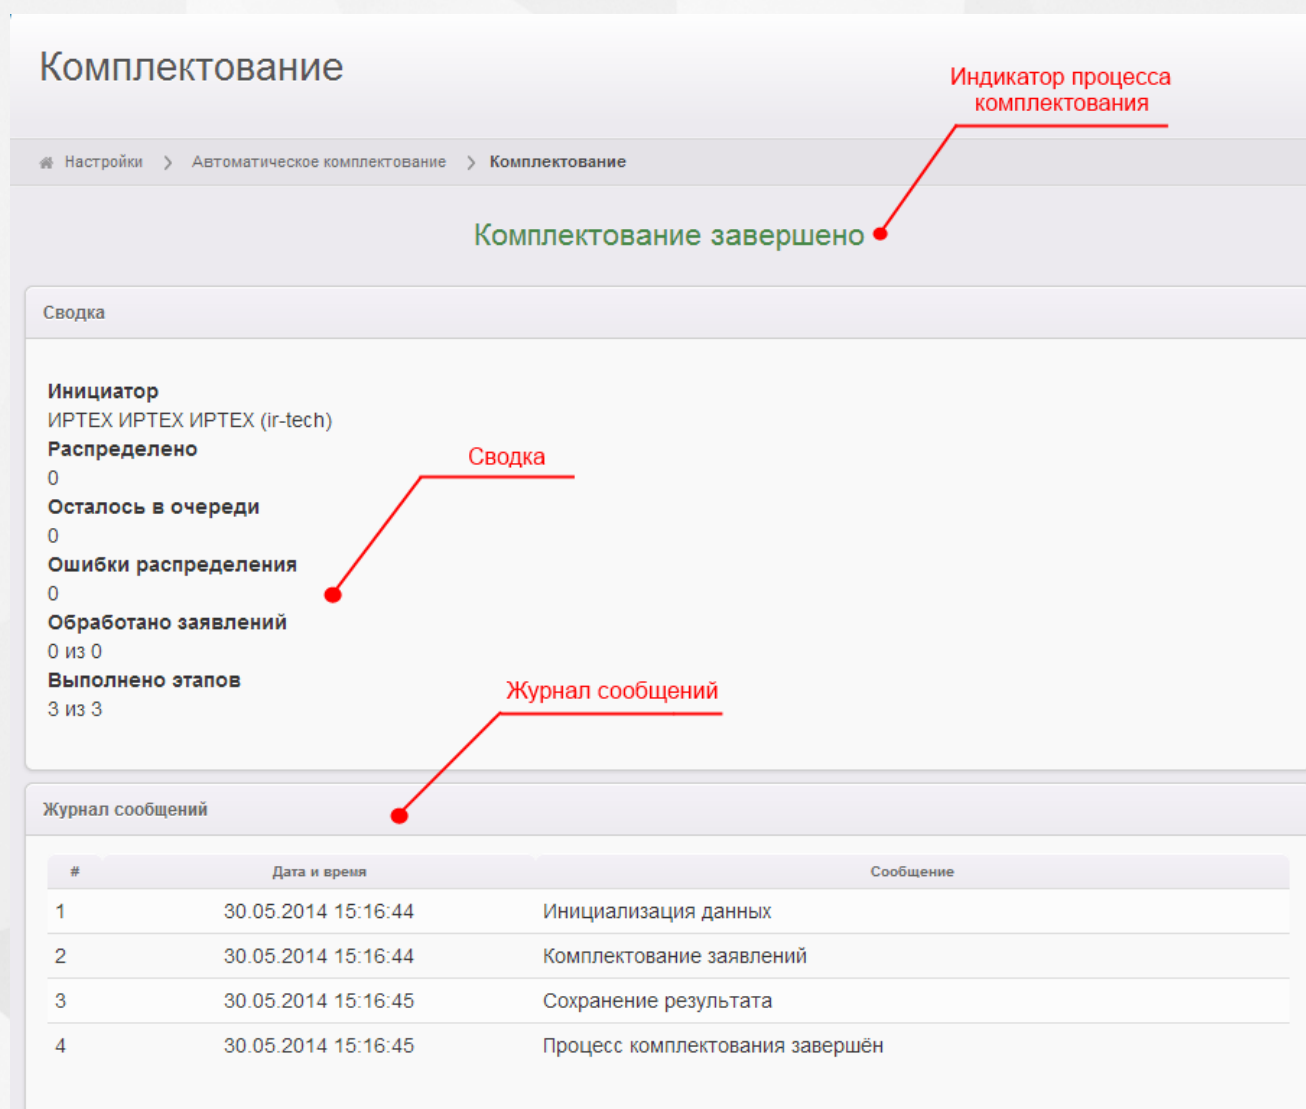 Комплектование
Индикатор процесса
комплектования
Настройки > Автоматическое комплектование > Комплектование
Комплектование завершено
Сводка
Инициатор
ИРТЕХ ИРТЕХ ИРТЕХ (ir-tech)
Распределено
Сводка
0
Осталось в очереди
0
Ошибки распределения
0
Обработано заявлений
0 из 0
Выполнено этапов
Журнал сообщений
3 из 3
Журнал сообщений
# Дата и время Сообщение
1 30.05.2014 15:16:44 Инициализация данных
2 30.05.2014 15:16:44 Комплектование заявлений
3 30.05.2014 15:16:45 Сохранение результата
4 30.05.2014 15:16:45 Процесс комплектования завершён